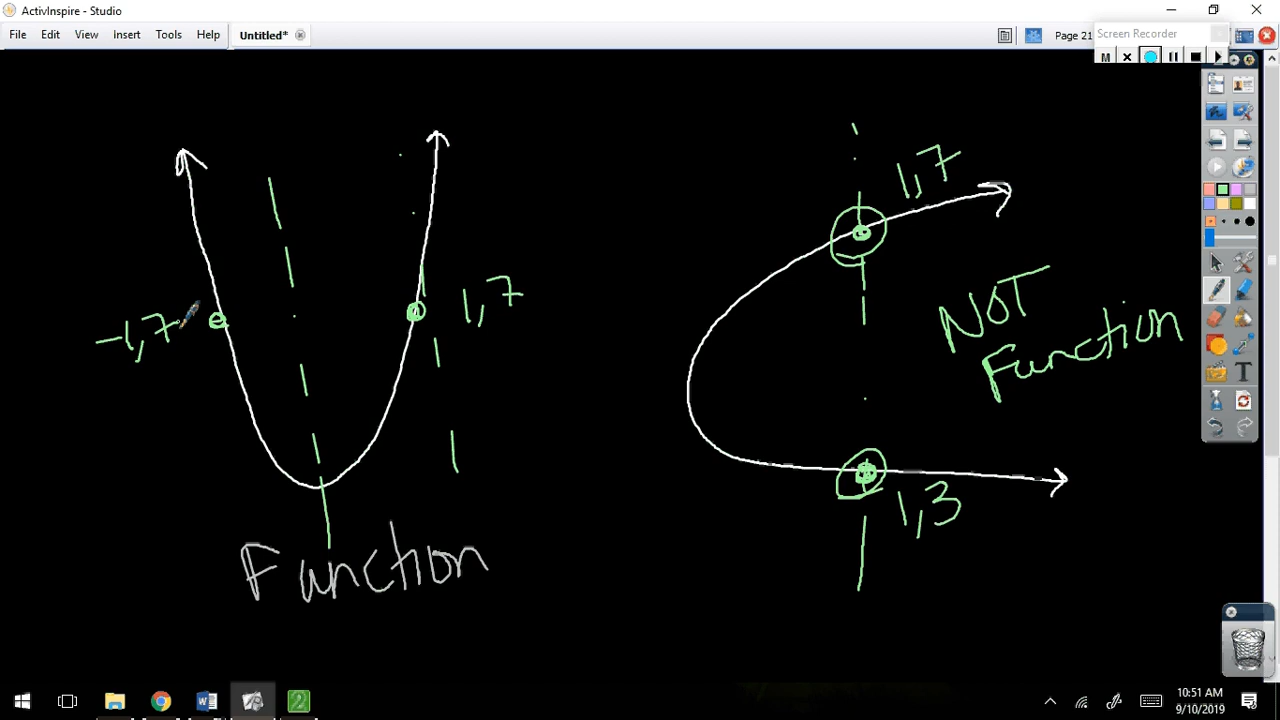 ActivInspire - Studio
File Edit View Insert Tools Help Untitled* Page 21
Screen Recorder
M
1,7
-1,7
1,7
NOT
Function
1,3
Function
10:51 AM
9/10/2019